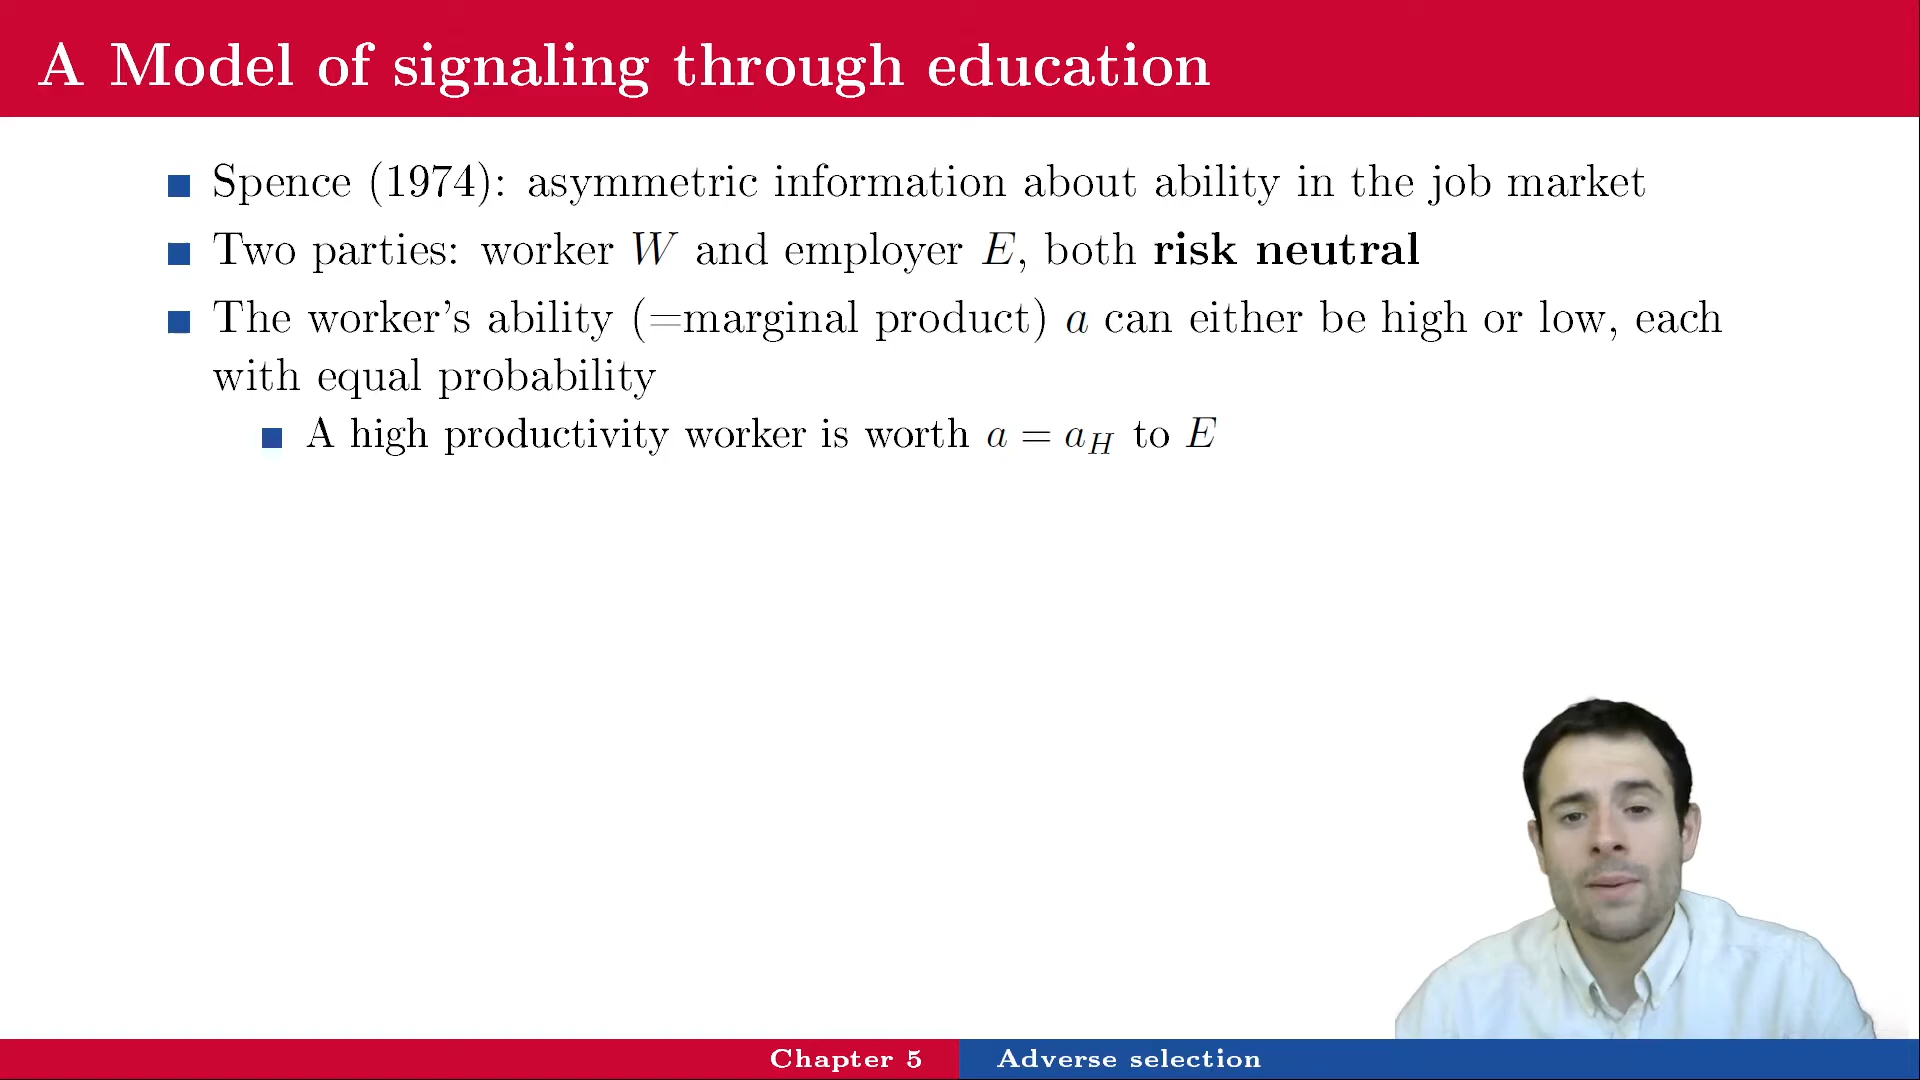 A Model of signaling through education
Spence (1974): asymmetric information about ability in the job market
Two parties: worker W and employer E, both risk neutral
The worker's ability (=marginal product) a can either be high or low, each
with equal probability
A high productivity worker is worth a = a_H to E
Chapter 5
Adverse selection